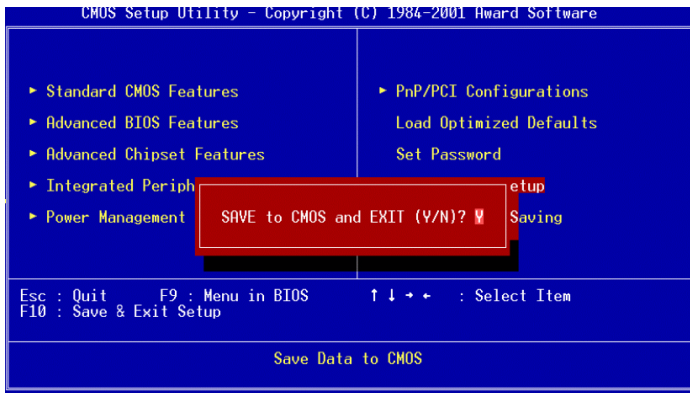 CMOS Setup Utility - Copyright (C) 1984-2001 Award Software
► Standard CMOS Features
► Advanced BIOS Features
► Advanced Chipset Features
► Integrated Periph
► Power Management
► PnP/PCI Configurations
Load Optimized Defaults
Set Password
etup
Saving
SAVE to CMOS and EXIT (Y/N)? Y
Esc : Quit F9 : Menu in BIOS ↑ ↓ → ← : Select Item
F10 : Save & Exit Setup
Save Data to CMOS